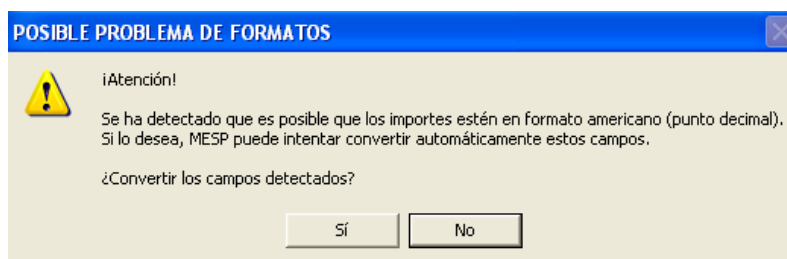 POSIBLE PROBLEMA DE FORMATOS
¡Atención!
Se ha detectado que es posible que los importes estén en formato americano (punto decimal).
Si lo desea, MESP puede intentar convertir automáticamente estos campos.
¿Convertir los campos detectados?
Sí
No